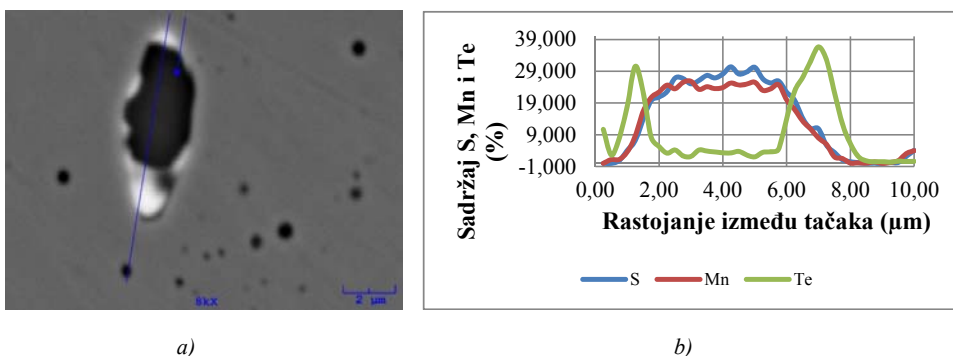 8kX
2 µm
39,000
29,000
19,000
9,000
-1,000
Sadržaj S, Mn i Te
(%)
0,00 2,00 4,00 6,00 8,00 10,00
Rastojanje između tačaka (µm)
S Mn Te
a) b)